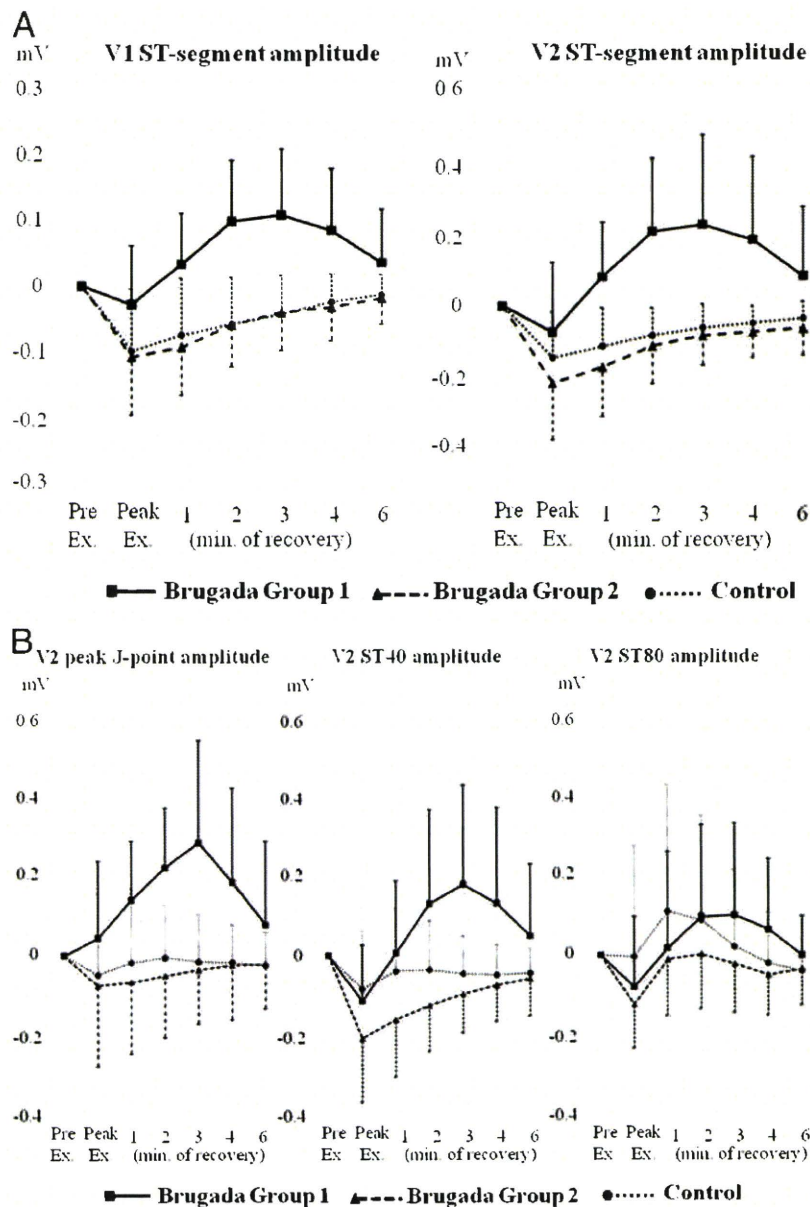 A
V1 ST-segment amplitude
mV
0.3
0.2
0.1
0
-0.1
-0.2
-0.3
Pre Peak 1 2 3 4 6
Ex. Ex. (min. of recovery)
V2 ST-segment amplitude
mV
0 6
0.4
0.2
0
-0.2
-0.4
Pre Peak 1 2 3 4 6
Ex. Ex. (min. of recovery)
Brugada Group 1 Brugada Group 2 Control
B
V2 peak J-point amplitude
mV
0 6
0.4
0.2
0
-0.2
-0.4
Pre Peak 1 2 3 4 6
Ex. Ex (min. of recovery)
V2 ST40 amplitude
mV
0.6
0.4
0.2
0
-0.2
-0.4
Pre Peak 1 2 3 4 6
Ex. Ex (min. of recovery)
V2 ST80 amplitude
mV
0.6
0.4
0.2
0
-0.2
-0.4
Pre Peak 1 2 3 4 6
Ex. Ex. (min. of recovery)
Brugada Group 1 Brugada Group 2 Control